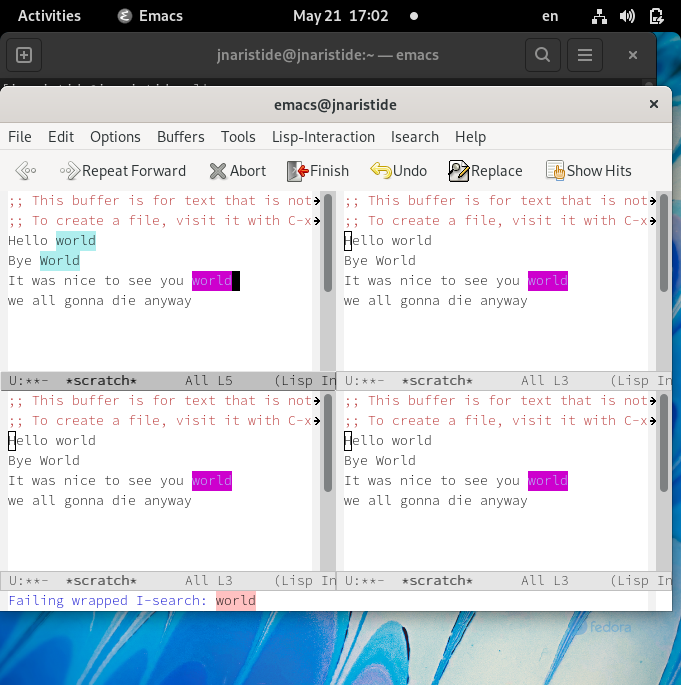 Activities Emacs May 21 17:02 en
jnaristide@jnaristide:~ — emacs
emacs@jnaristide
File Edit Options Buffers Tools Lisp-Interaction Isearch Help
Repeat Forward Abort Finish Undo Replace Show Hits
;; This buffer is for text that is not
;; To create a file, visit it with C-x
Hello world
Bye World
It was nice to see you world
we all gonna die anyway
U:**- *scratch* All L5 (Lisp In
;; This buffer is for text that is not
;; To create a file, visit it with C-x
Hello world
Bye World
It was nice to see you world
we all gonna die anyway
U:**- *scratch* All L3 (Lisp In
;; This buffer is for text that is not
;; To create a file, visit it with C-x
Hello world
Bye World
It was nice to see you world
we all gonna die anyway
U:**- *scratch* All L3 (Lisp In
;; This buffer is for text that is not
;; To create a file, visit it with C-x
Hello world
Bye World
It was nice to see you world
we all gonna die anyway
U:**- *scratch* All L3 (Lisp In
Failing wrapped I-search: world
fedora